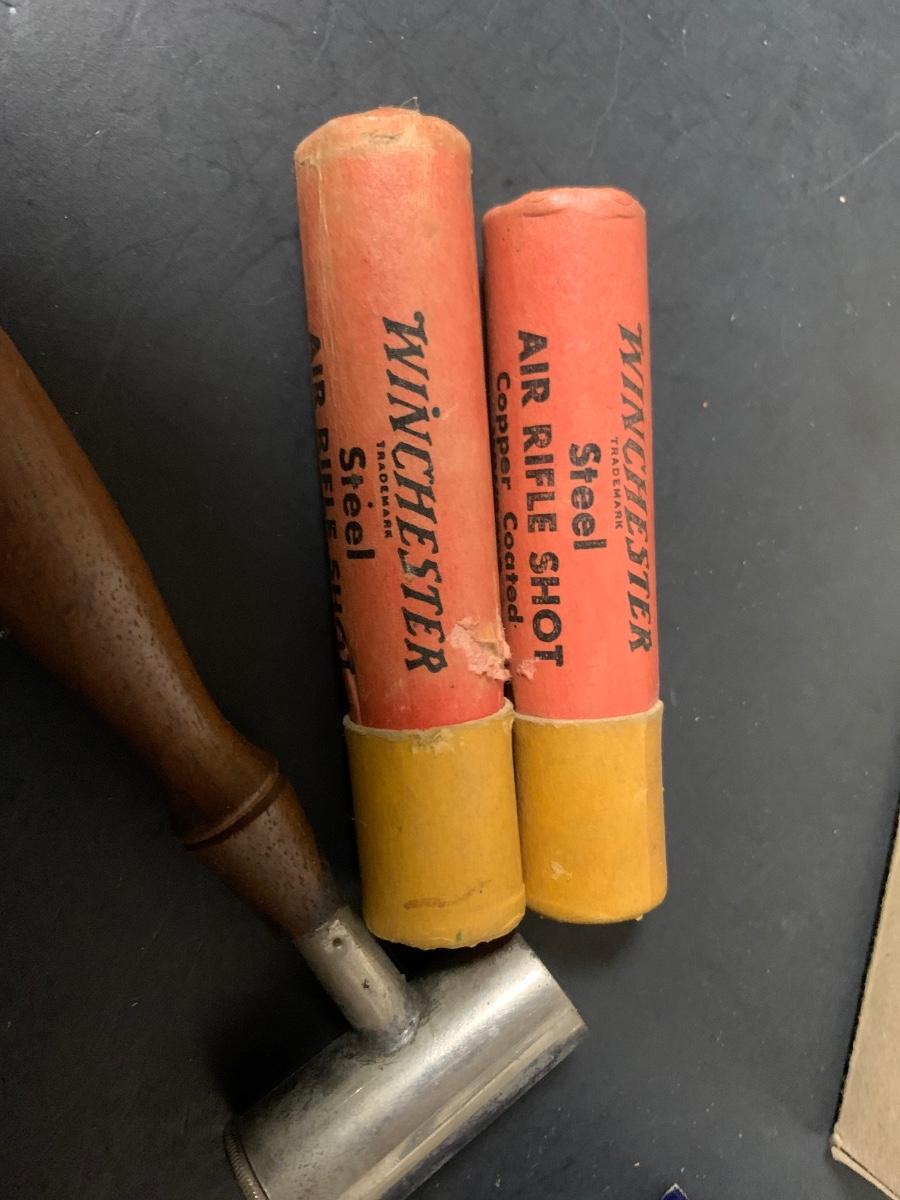 WINCHESTER
TRADEMARK
Steel
AIR RIFLE SHOT
WINCHESTER
TRADEMARK
Steel
AIR RIFLE SHOT
Copper Coated.